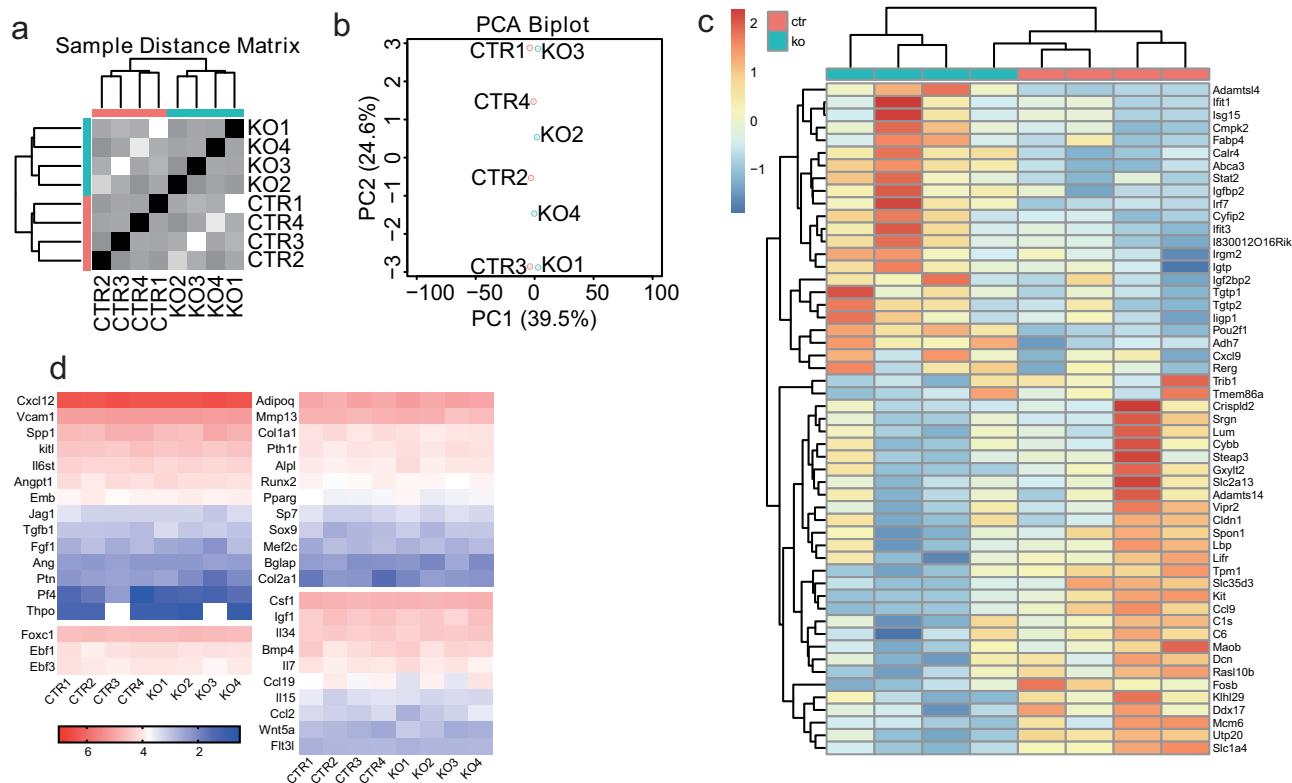 a
Sample Distance Matrix
KO1
KO4
KO3
KO2
CTR1
CTR4
CTR3
CTR2
CTR2
CTR3
CTR4
CTR1
KO2
KO3
KO4
KO1
b
PCA Biplot
PC2 (24.6%)
3
2
1
0
−1
−2
−3
CTR1
KO3
CTR4
KO2
CTR2
KO4
CTR3
KO1
−100
−50
0
50
100
PC1 (39.5%)
c
2
1
0
−1
ctr
ko
Adamtsl4
Ifit1
Isg15
Cmpk2
Fabp4
Calr4
Abca3
Stat2
Igfbp2
Irf7
Cyfip2
Ifit3
I830012O16Rik
Irgm2
Igtp
Igf2bp2
Tgtp1
Tgtp2
Iigp1
Pou2f1
Adh7
Cxcl9
Rerg
Trib1
Tmem86a
Crispld2
Srgn
Lum
Cybb
Steap3
Gxylt2
Slc2a13
Adamts14
Vipr2
Cldn1
Spon1
Lbp
Lifr
Tpm1
Slc35d3
Kit
Ccl9
C1s
C6
Maob
Dcn
Rasl10b
Fosb
Klhl29
Ddx17
Mcm6
Utp20
Slc1a4
d
Cxcl12
Vcam1
Spp1
kitl
Il6st
Angpt1
Emb
Jag1
Tgfb1
Fgf1
Ang
Ptn
Pf4
Thpo
Foxc1
Ebf1
Ebf3
CTR1
CTR2
CTR3
CTR4
KO1
KO2
KO3
KO4
6
4
2
Adipoq
Mmp13
Col1a1
Pth1r
Alpl
Runx2
Pparg
Sp7
Sox9
Mef2c
Bglap
Col2a1
Csf1
Igf1
Il34
Bmp4
Il7
Ccl19
Il15
Ccl2
Wnt5a
Flt3l
CTR1
CTR2
CTR3
CTR4
KO1
KO2
KO3
KO4